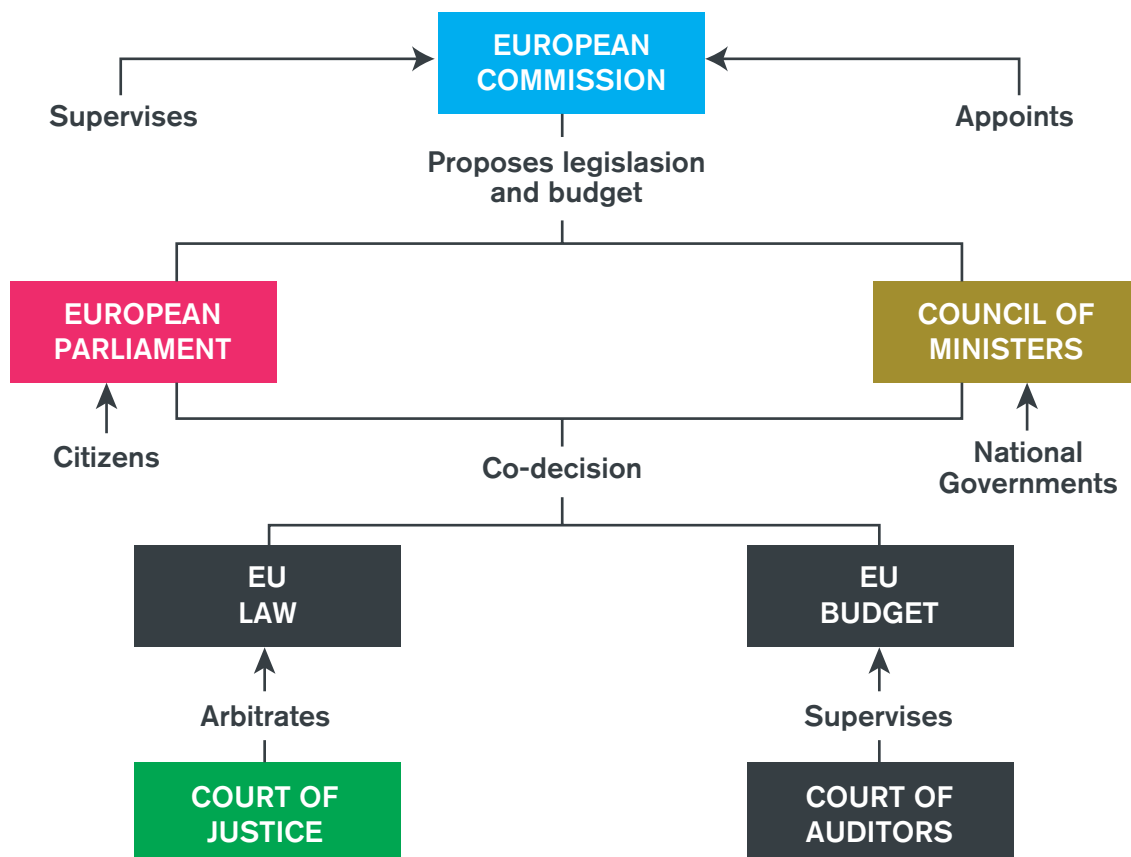 EUROPEAN
COMMISSION
Supervises
Appoints
Proposes legislasion
and budget
EUROPEAN
PARLIAMENT
COUNCIL OF
MINISTERS
Citizens
Co-decision
National
Governments
EU
LAW
EU
BUDGET
Arbitrates
Supervises
COURT OF
JUSTICE
COURT OF
AUDITORS